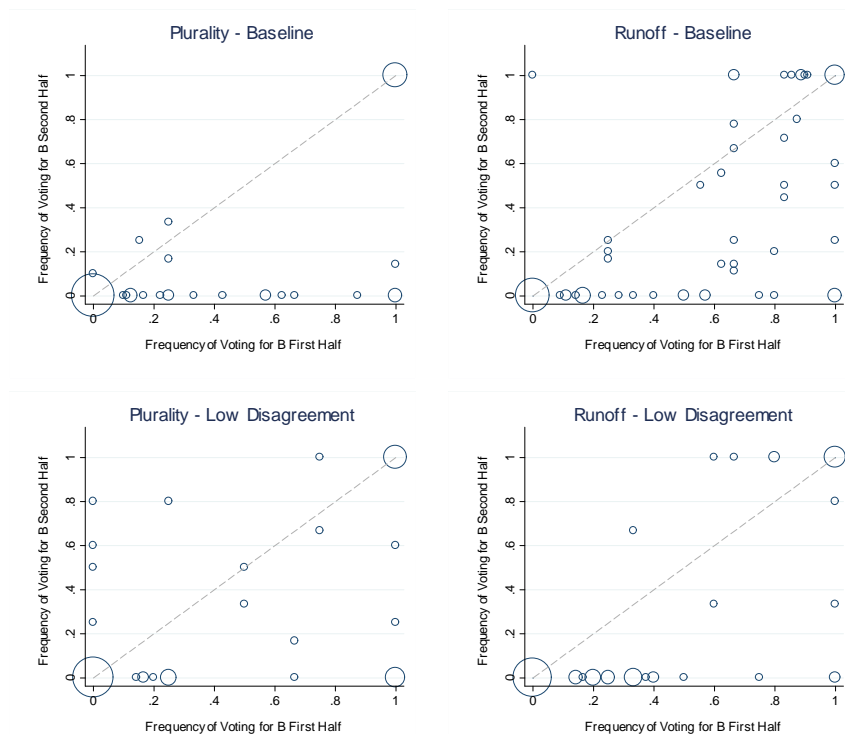 Plurality - Baseline
Frequency of Voting for B Second Half
1
.8
.6
.4
.2
0
0 .2 .4 .6 .8 1
Frequency of Voting for B First Half
Runoff - Baseline
Frequency of Voting for B Second Half
1
.8
.6
.4
.2
0
0 .2 .4 .6 .8 1
Frequency of Voting for B First Half
Plurality - Low Disagreement
Frequency of Voting for B Second Half
1
.8
.6
.4
.2
0
0 .2 .4 .6 .8 1
Frequency of Voting for B First Half
Runoff - Low Disagreement
Frequency of Voting for B Second Half
1
.8
.6
.4
.2
0
0 .2 .4 .6 .8 1
Frequency of Voting for B First Half